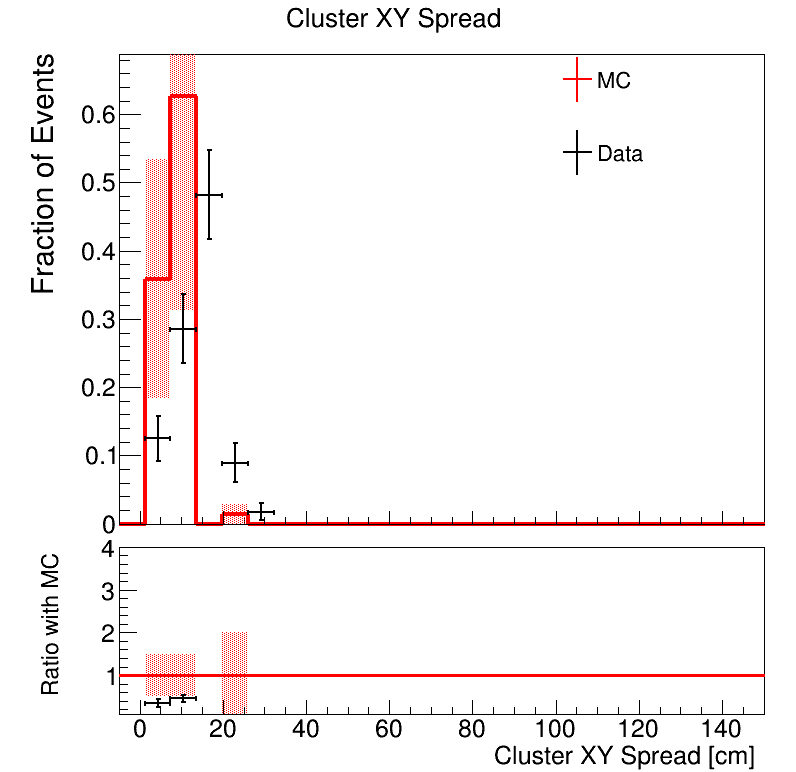 Cluster XY Spread
Fraction of Events
MC
Data
0.6
0.5
0.4
0.3
0.2
0.1
0
Ratio with MC
4
3
2
1
0 20 40 60 80 100 120 140
Cluster XY Spread [cm]